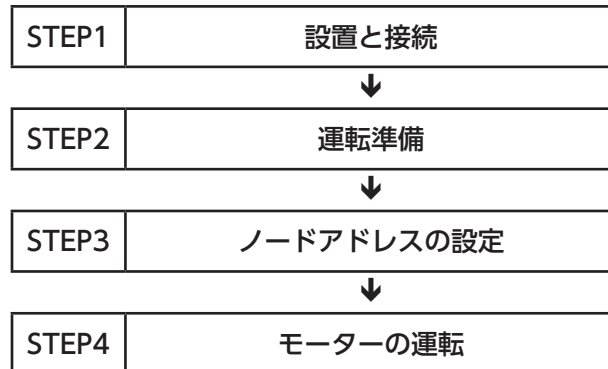 STEP1 設置と接続
↓
STEP2 運転準備
↓
STEP3 ノードアドレスの設定
↓
STEP4 モーターの運転